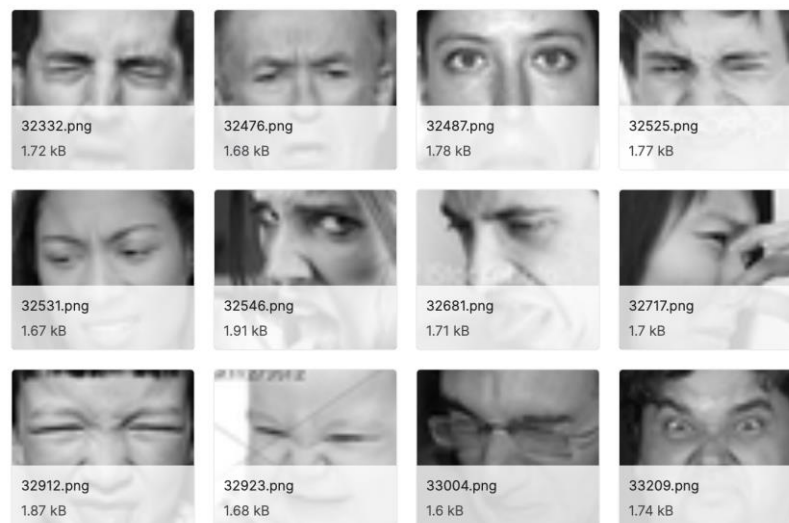 32332.png
1.72 kB
32476.png
1.68 kB
32487.png
1.78 kB
32525.png
1.77 kB
32531.png
1.67 kB
32546.png
1.91 kB
32681.png
1.71 kB
32717.png
1.7 kB
32912.png
1.87 kB
32923.png
1.68 kB
33004.png
1.6 kB
33209.png
1.74 kB